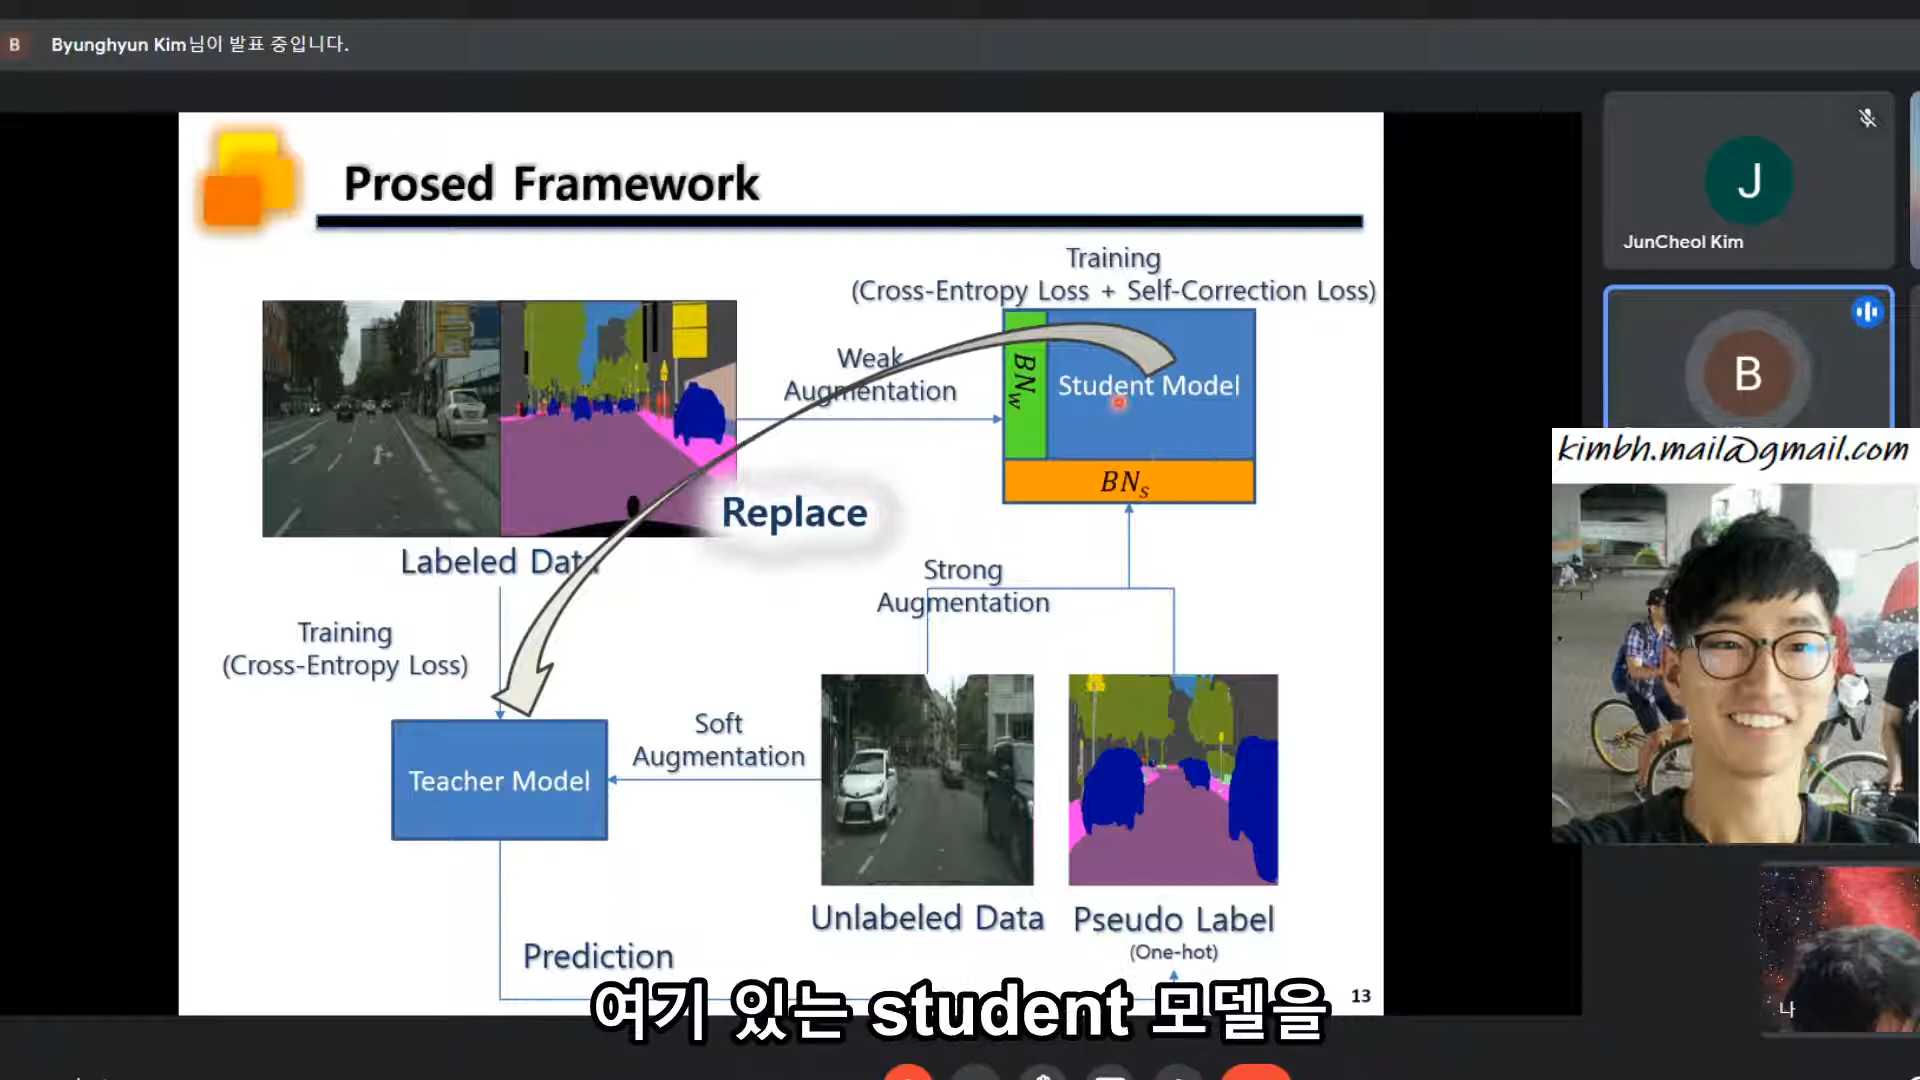 B Byunghyun Kim님이 발표 중입니다.
Prosed Framework
Training
(Cross-Entropy Loss + Self-Correction Loss)
Weak
Augmentation
BNw
Student Model
BNs
Replace
Labeled Data
Strong
Augmentation
Training
(Cross-Entropy Loss)
Soft
Augmentation
Teacher Model
Unlabeled Data
Pseudo Label
(One-hot)
Prediction
13
여기 있는 student 모델을
J
JunCheol Kim
B
kimbh.mail@gmail.com
나